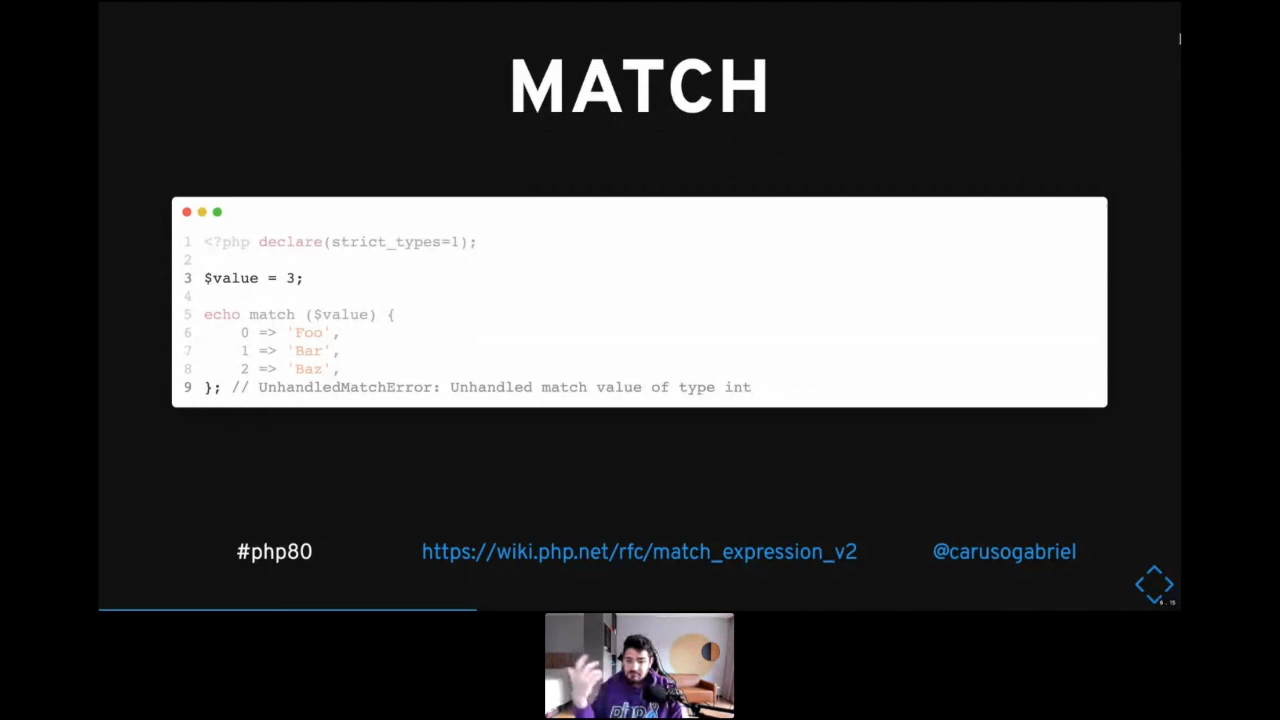 MATCH
1 <?php declare(strict_types=1);
2
3 $value = 3;
4
5 echo match ($value) {
6     0 => 'Foo',
7     1 => 'Bar',
8     2 => 'Baz',
9 }; // UnhandledMatchError: Unhandled match value of type int
#php80
https://wiki.php.net/rfc/match_expression_v2
@carusogabriel
php